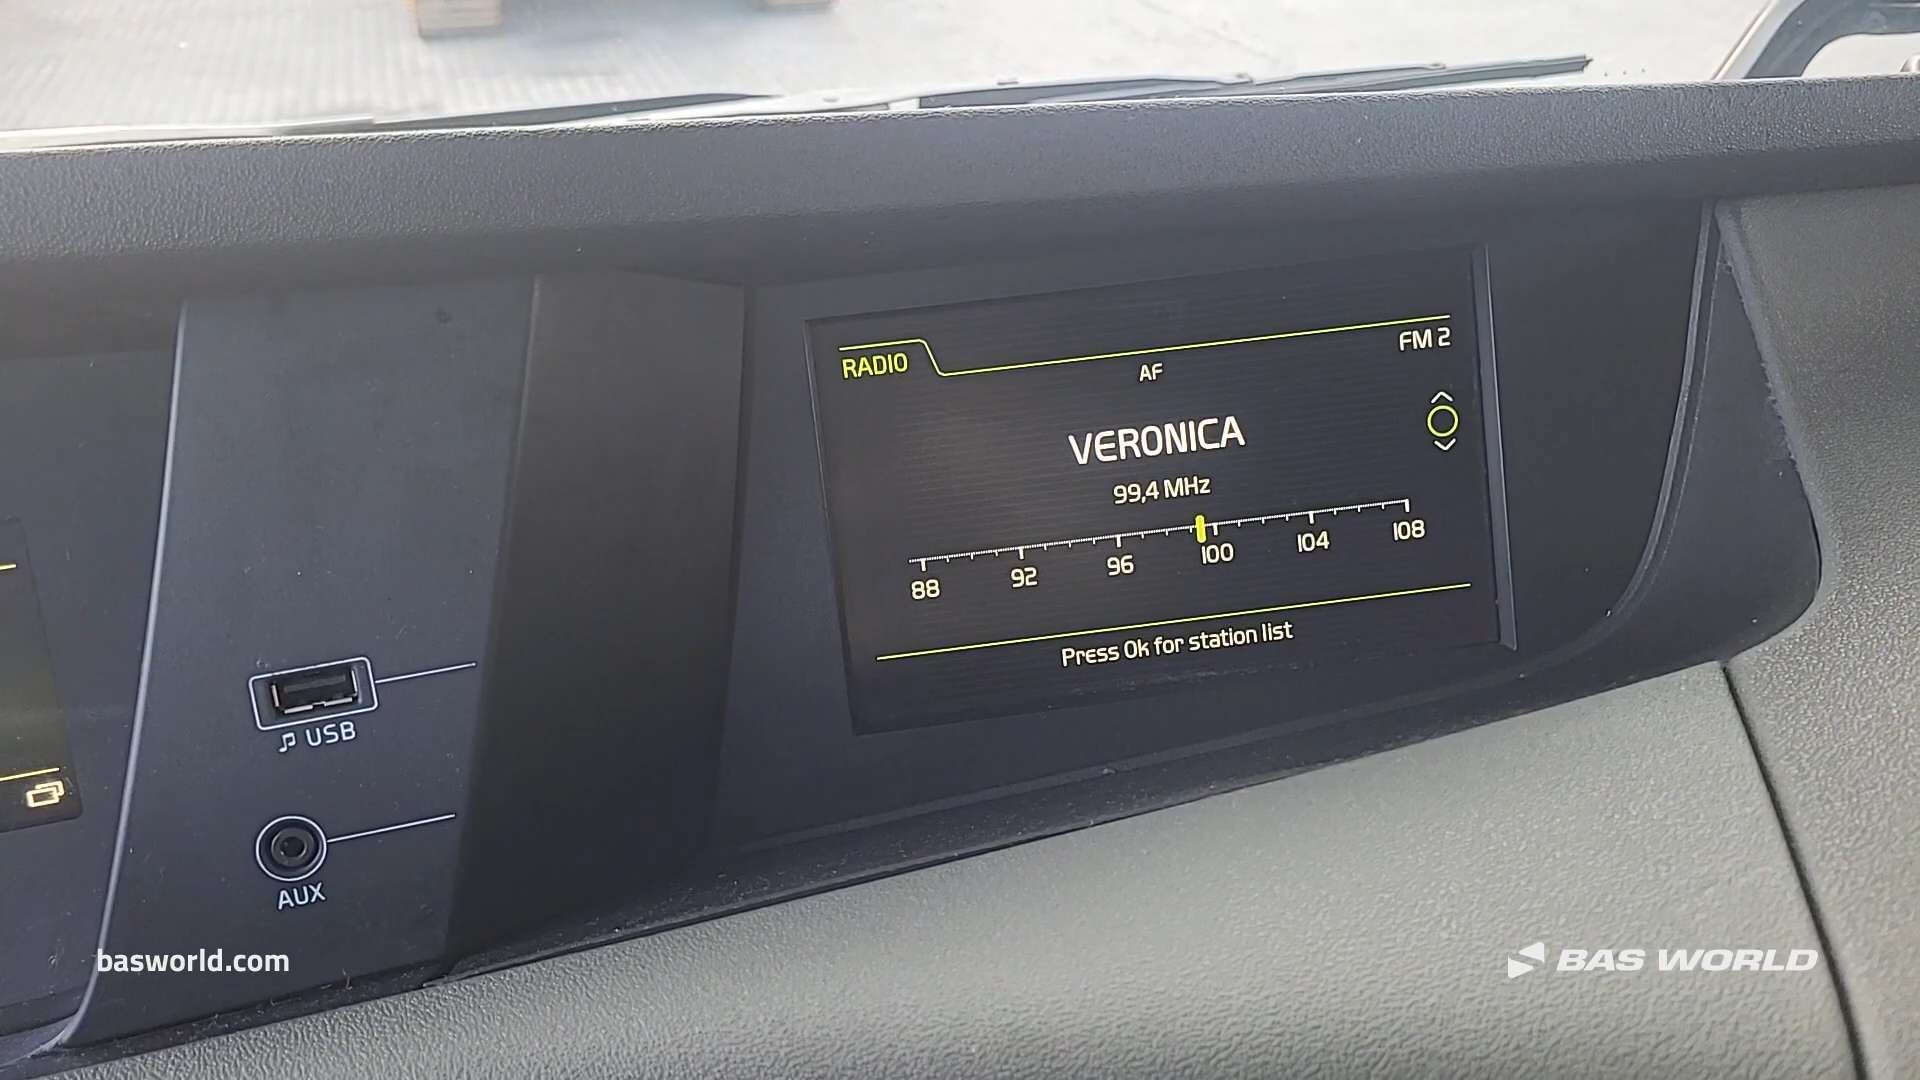 RADIO
FM 2
AF
VERONICA
99,4 MHz
88 92 96 100 104 108
Press Ok for station list
USB
AUX
basworld.com
BAS WORLD